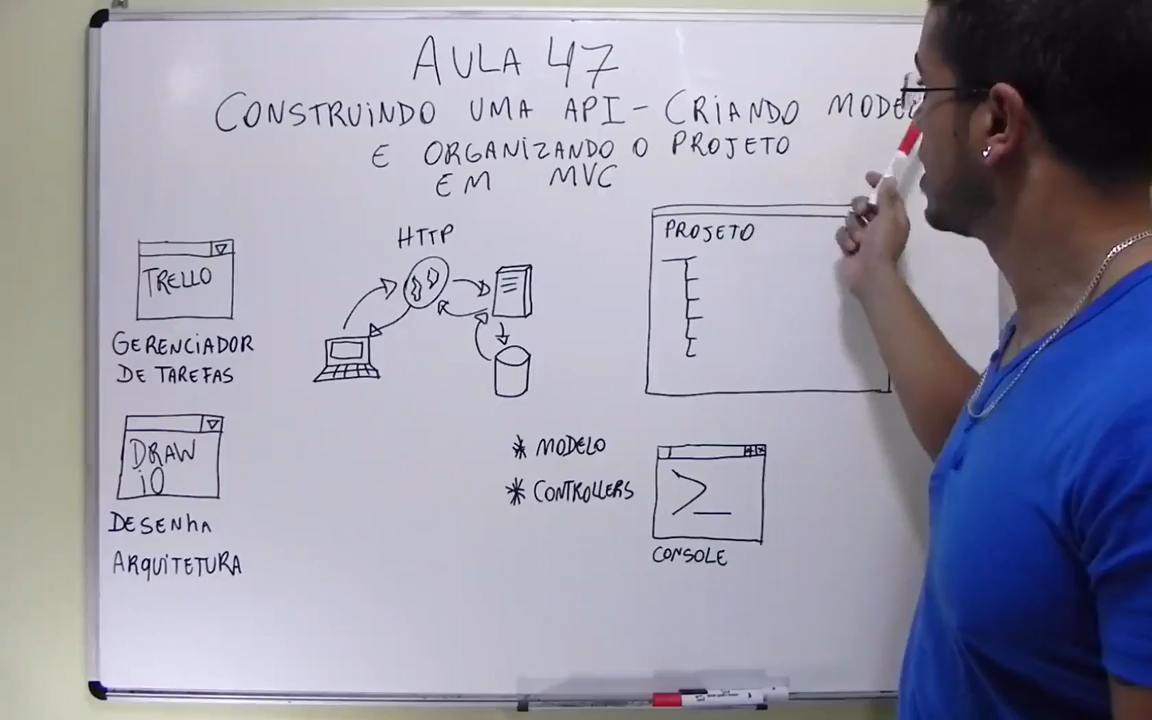 AULA 47
CONSTRUINDO UMA API - CRIANDO
E ORGANIZANDO O PROJETO
EM MVC
TRELLO
GERENCIADOR
DE TAREFAS
DRAW
iO
DESENHA
ARQUITETURA
HTTP
PROJETO
* MODELO
* CONTROLLERS
>_
CONSOLE